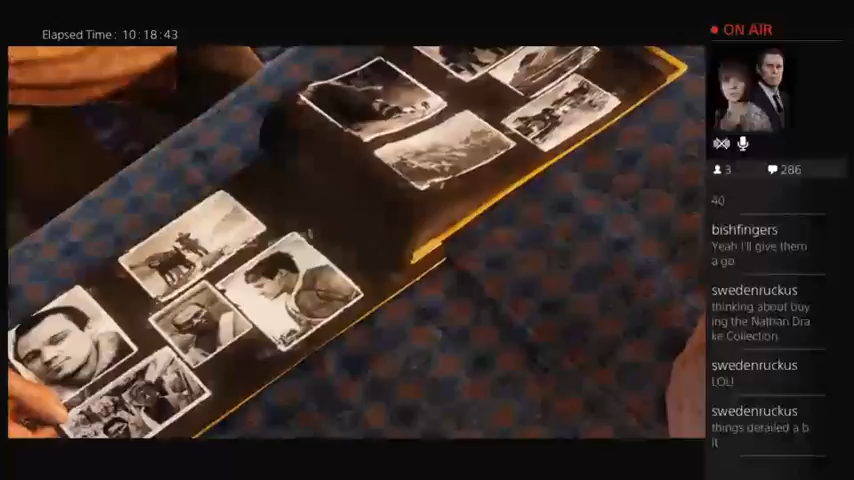 Elapsed Time: 10:18:43
ON AIR
3
286
40
bishfingers
Yeah I'll give them
a go
swedenruckus
thinking about buy
ing the Nathan Dra
ke Collection
swedenruckus
LOL!
swedenruckus
things derailed a b
it